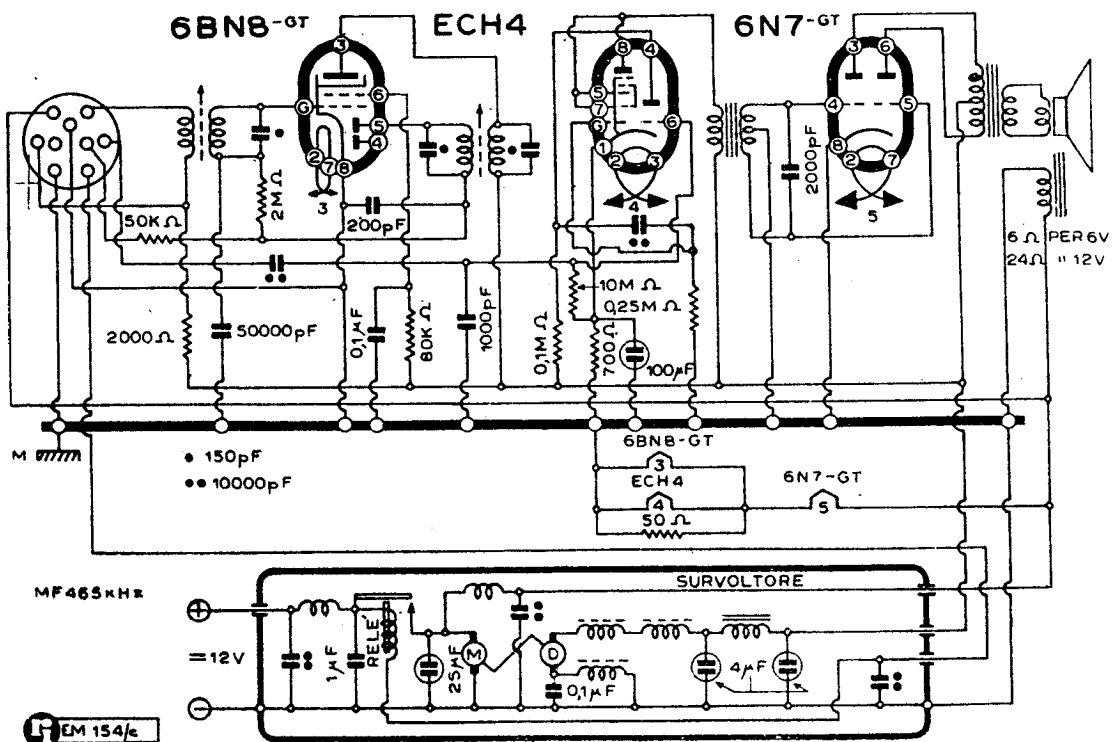 6BN8-GT ECH4 6N7-GT
3
8 4
3 6
G 6 5 4 2 7 8
5 7 G 1 2 3 6
4 5 8 2 7
2MΩ
3
200pF
50KΩ
4
2000pF
5
6Ω PER 6V
24Ω " 12V
10MΩ
0,25MΩ
2000Ω
50000pF
0,1µF
80KΩ
1000pF
0,1MΩ
700Ω
100µF
M
• 150pF
•• 10000pF
6BN8-GT
3
ECH4
4
50Ω
6N7-GT
5
MF465KHz
SURVOLTORE
+
=12V
-
1µF
RELE'
25µF
M
D
0,1µF
4µF
EM 154/c